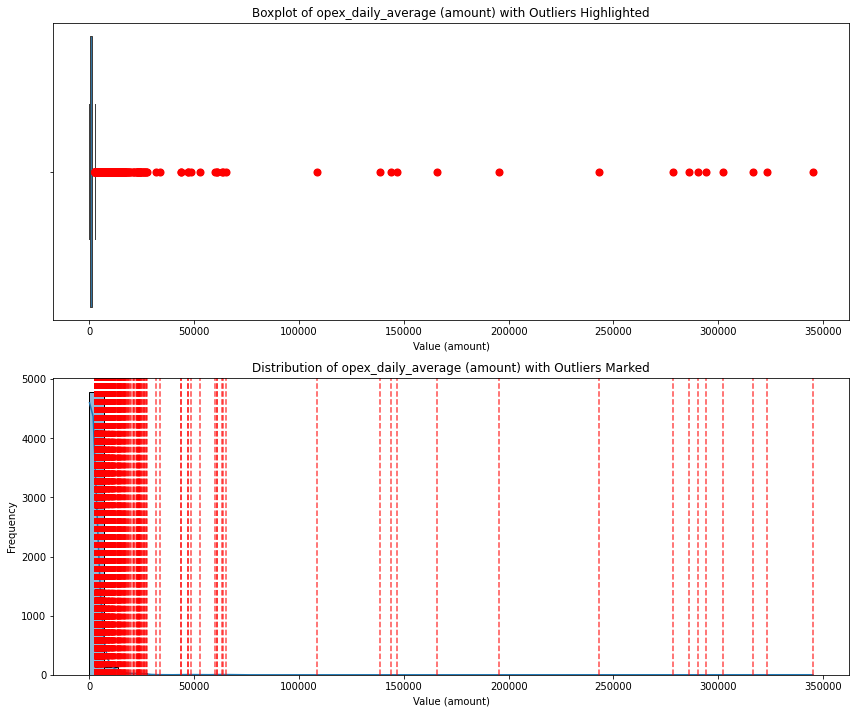 Boxplot of opex_daily_average (amount) with Outliers Highlighted
0 50000 100000 150000 200000 250000 300000 350000
Value (amount)
Distribution of opex_daily_average (amount) with Outliers Marked
5000
4000
3000
2000
1000
0
Frequency
0 50000 100000 150000 200000 250000 300000 350000
Value (amount)